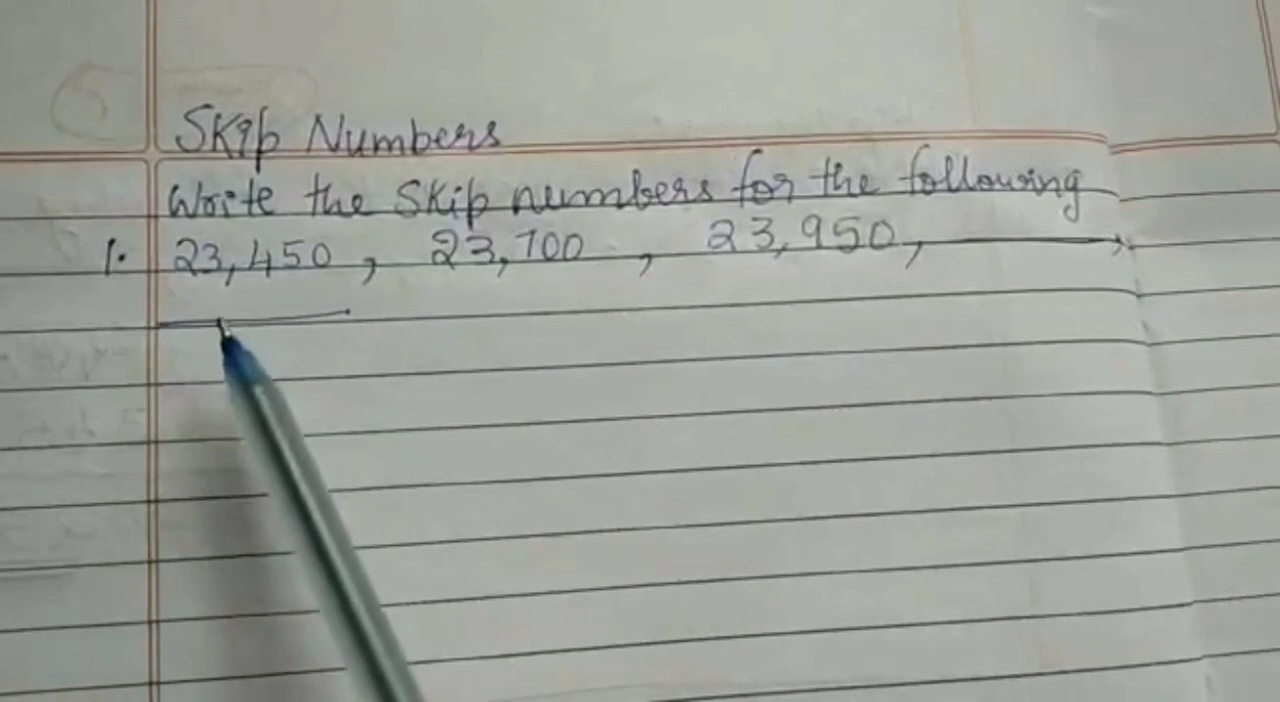 Skip Numbers
Write the Skip numbers for the following
1. 23,450, 23,700, 23,950,